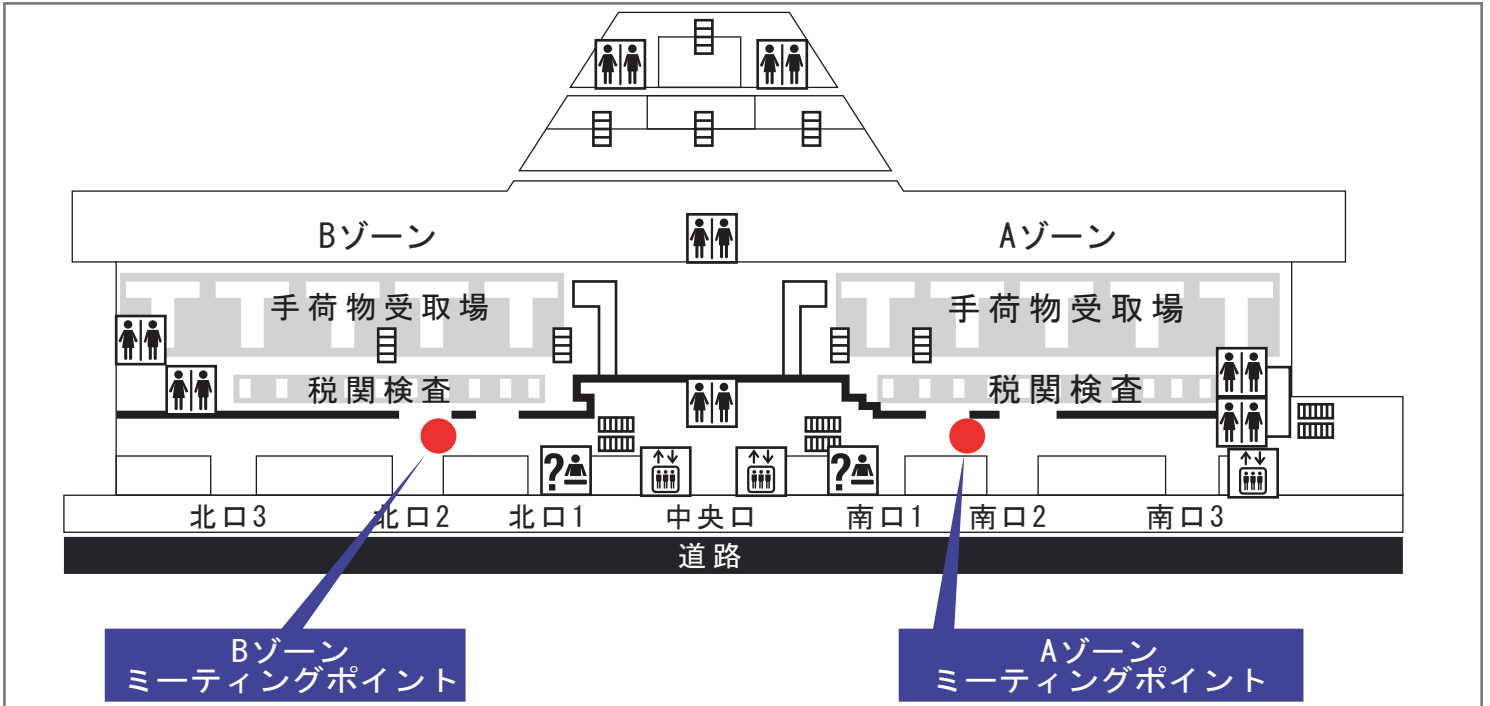 Bゾーン
Aゾーン
手荷物受取場
手荷物受取場
税関検査
税関検査
?
?
北口3
北口2
北口1
中央口
南口1
南口2
南口3
道路
Bゾーン
ミーティングポイント
Aゾーン
ミーティングポイント